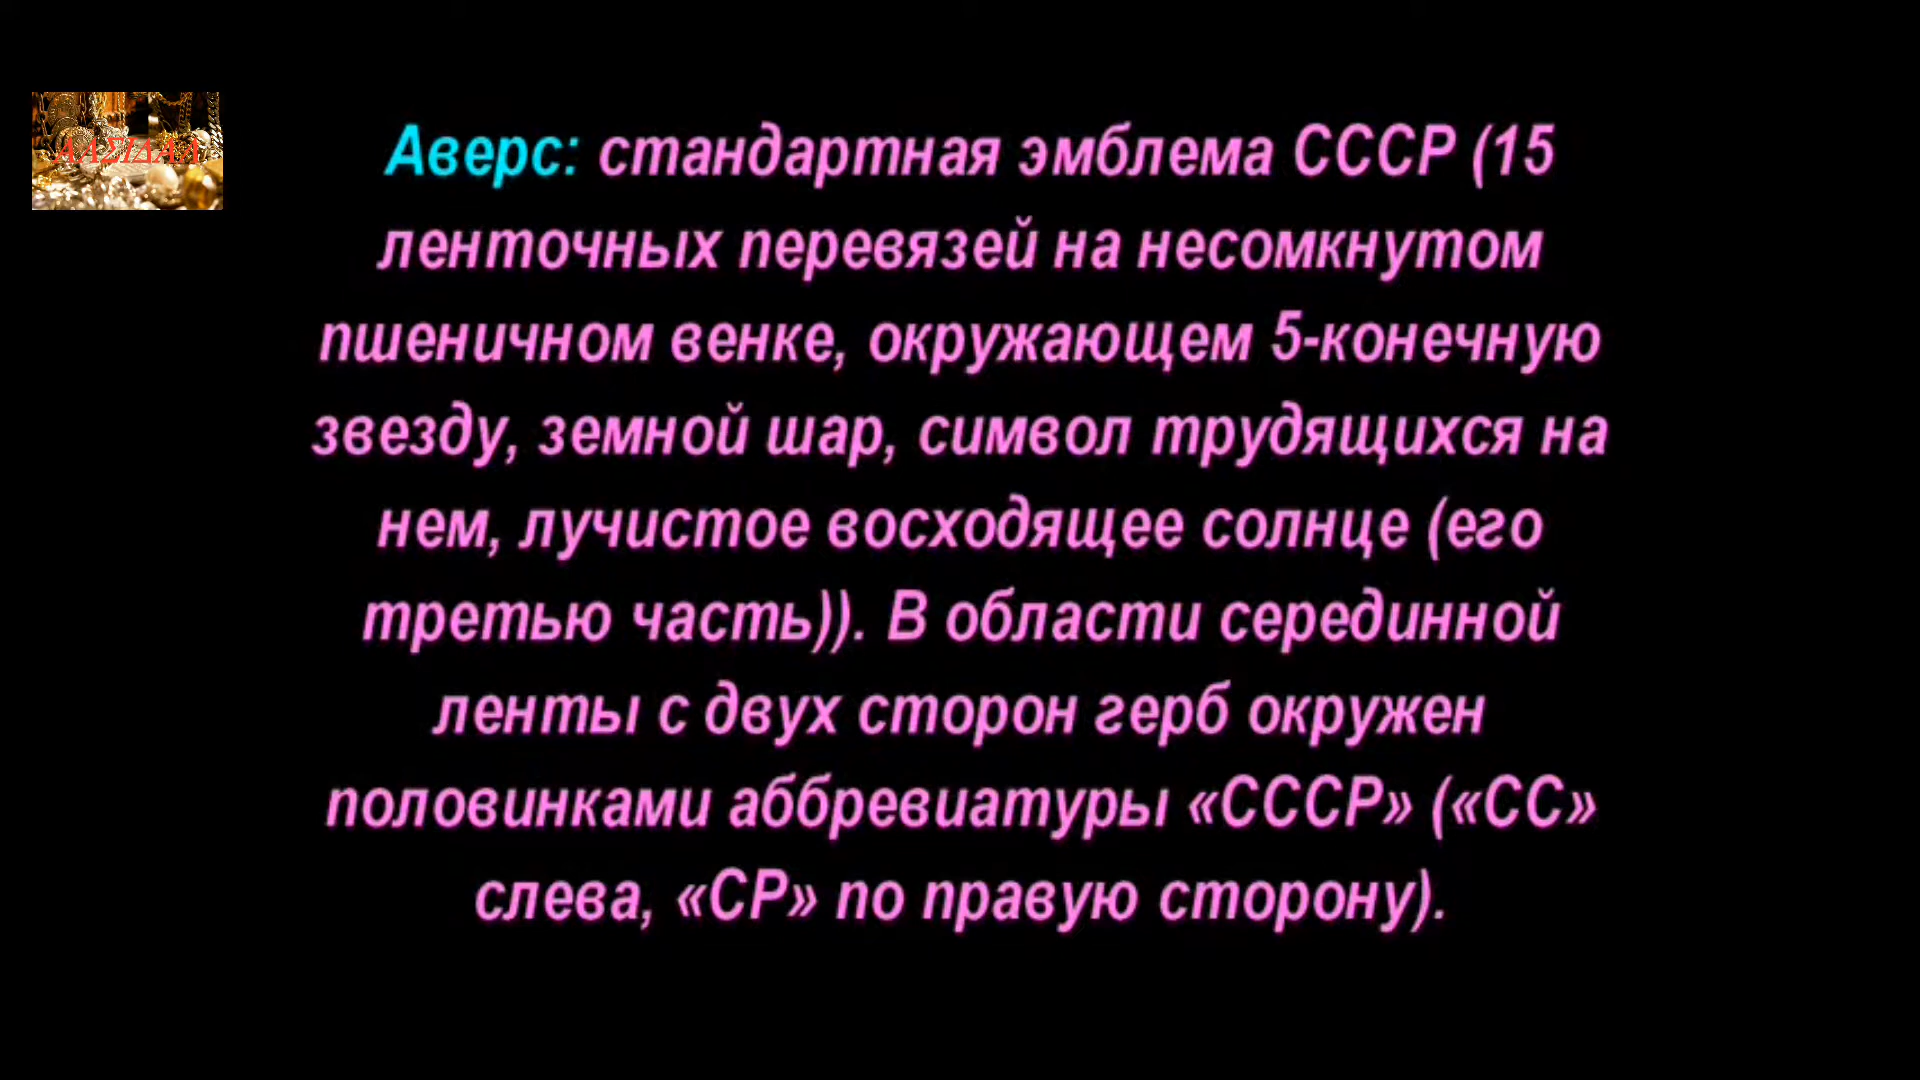 Аверс: стандартная эмблема СССР (15
ленточных перевязей на несомкнутом
пшеничном венке, окружающем 5-конечную
звезду, земной шар, символ трудящихся на
нем, лучистое восходящее солнце (его
третью часть)). В области серединной
ленты с двух сторон герб окружен
половинками аббревиатуры «СССР» («СС»
слева, «СР» по правую сторону).